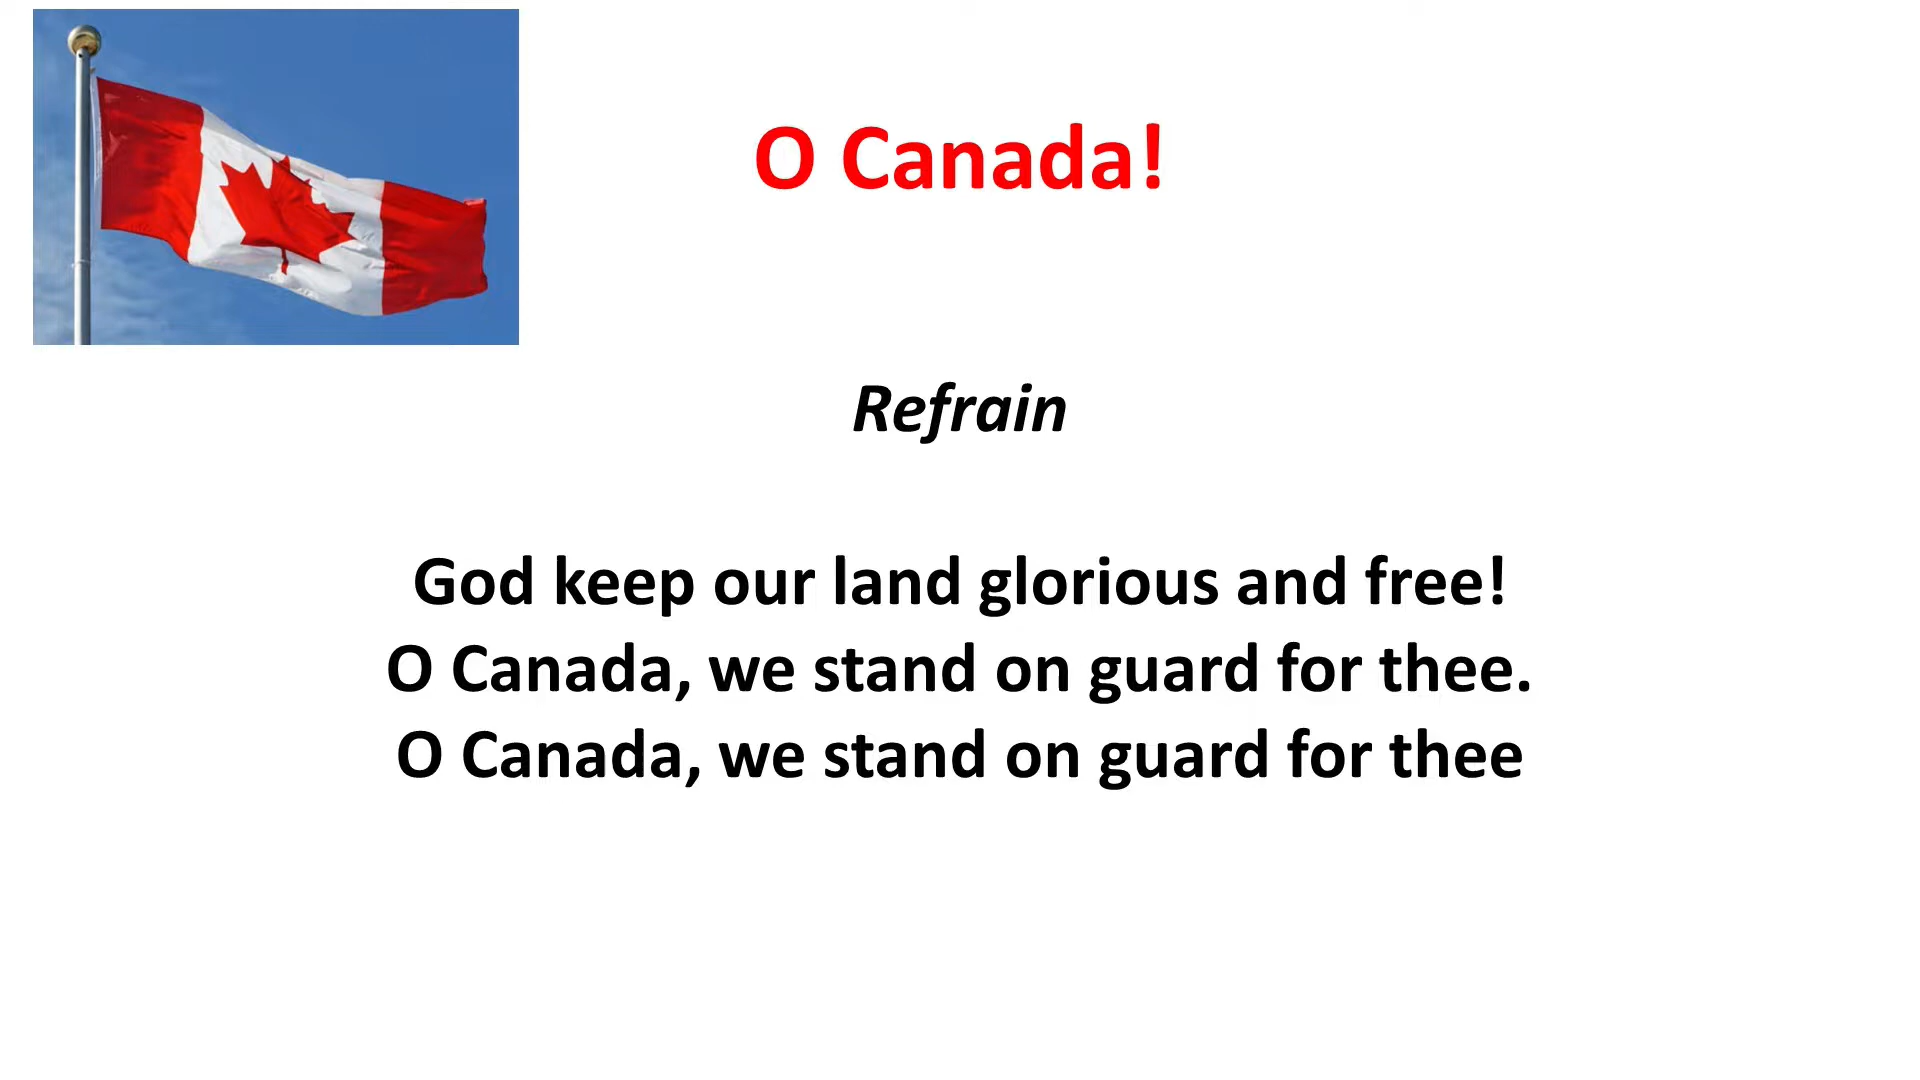 O Canada!
Refrain
God keep our land glorious and free!
O Canada, we stand on guard for thee.
O Canada, we stand on guard for thee